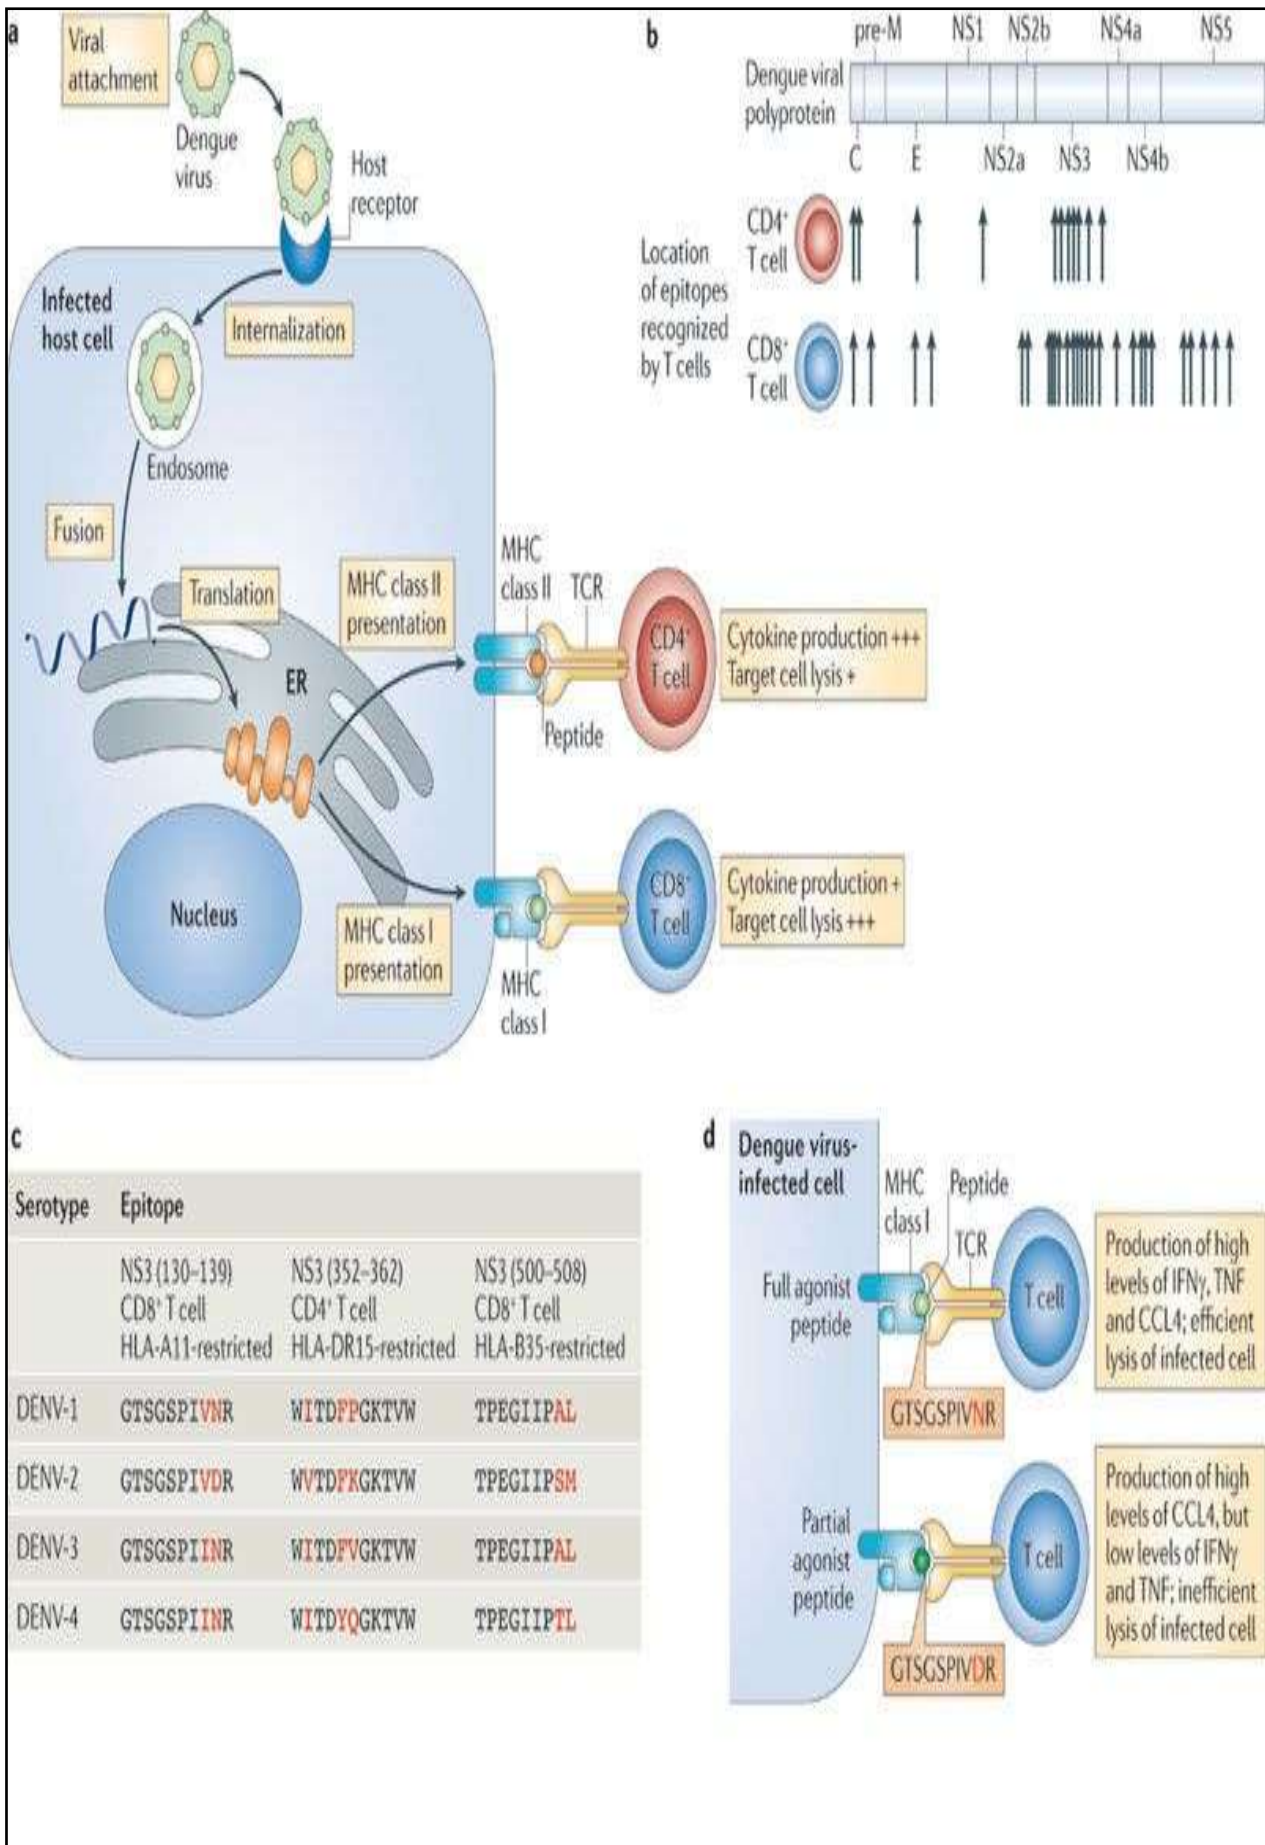 a
Viral
attachment
Dengue
virus
Host
receptor
Infected
host cell
Internalization
Endosome
Fusion
Translation
MHC class II
presentation
ER
Nucleus
MHC class I
presentation
MHC
class II
TCR
Peptide
CD4+
T cell
Cytokine production +++
Target cell lysis +
CD8+
T cell
Cytokine production +
Target cell lysis +++
MHC
class I
b
pre-M NS1 NS2b NS4a NS5
Dengue viral
polyprotein
C E NS2a NS3 NS4b
Location
of epitopes
recognized
by T cells
CD4+
T cell
CD8+
T cell
c
Serotype Epitope
NS3 (130–139) NS3 (352–362) NS3 (500–508)
CD8+ T cell CD4+ T cell CD8+ T cell
HLA-A11-restricted HLA-DR15-restricted HLA-B35-restricted
DENV-1 GTSGSPIVNR WITDFPGKTVW TPEGIIPAL
DENV-2 GTSGSPIVDR WVTDFKGKTVW TPEGIIPSM
DENV-3 GTSGSPIINR WITDFVGKTVW TPEGIIPAL
DENV-4 GTSGSPIINR WITDYQGKTVW TPEGIIPTL
d
Dengue virus-
infected cell
MHC
class I
Peptide
TCR
Full agonist
peptide
T cell
GTSGSPIVNR
Production of high
levels of IFNγ, TNF
and CCL4; efficient
lysis of infected cell
Partial
agonist
peptide
T cell
GTSGSPIVDR
Production of high
levels of CCL4, but
low levels of IFNγ
and TNF; inefficient
lysis of infected cell